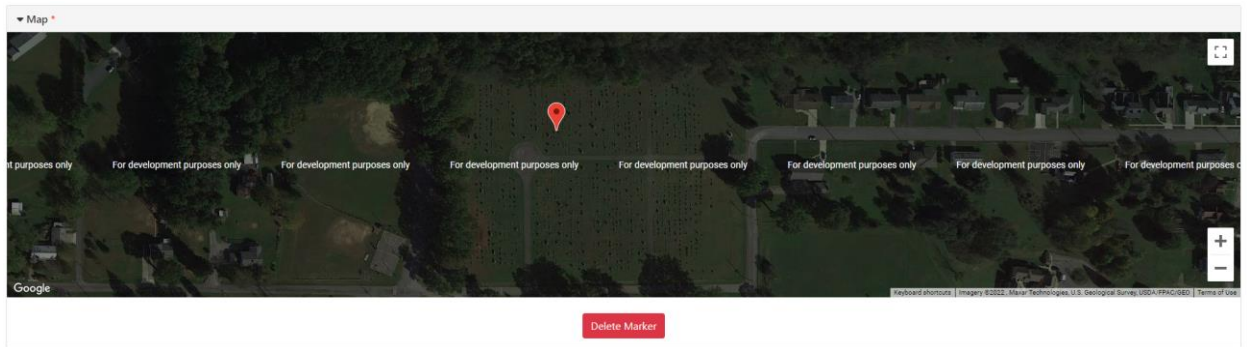 Map *
nt purposes only For development purposes only For development purposes only For development purposes only For development purposes only For development purposes only For development purposes only For development purposes o
Google
Keyboard shortcuts Imagery ©2022 , Maxar Technologies, U.S. Geological Survey, USDA/FPAC/GEO Terms of Use
Delete Marker